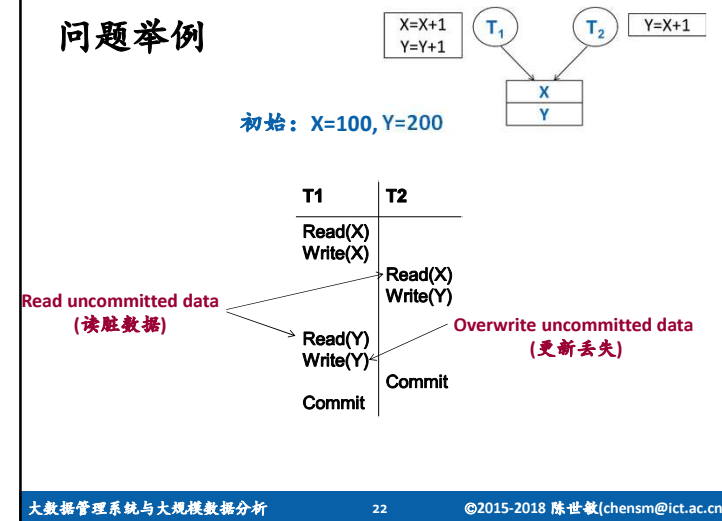 问题举例
X=X+1
Y=Y+1
T1
T2
Y=X+1
X
Y
初始: X=100, Y=200
T1 T2
Read(X)
Write(X)
Read(X)
Write(Y)
Read uncommitted data
(读脏数据)
Read(Y)
Write(Y)
Overwrite uncommitted data
(更新丢失)
Commit
Commit
大数据管理系统与大规模数据分析 22 ©2015-2018 陈世敏(chensm@ict.ac.cn